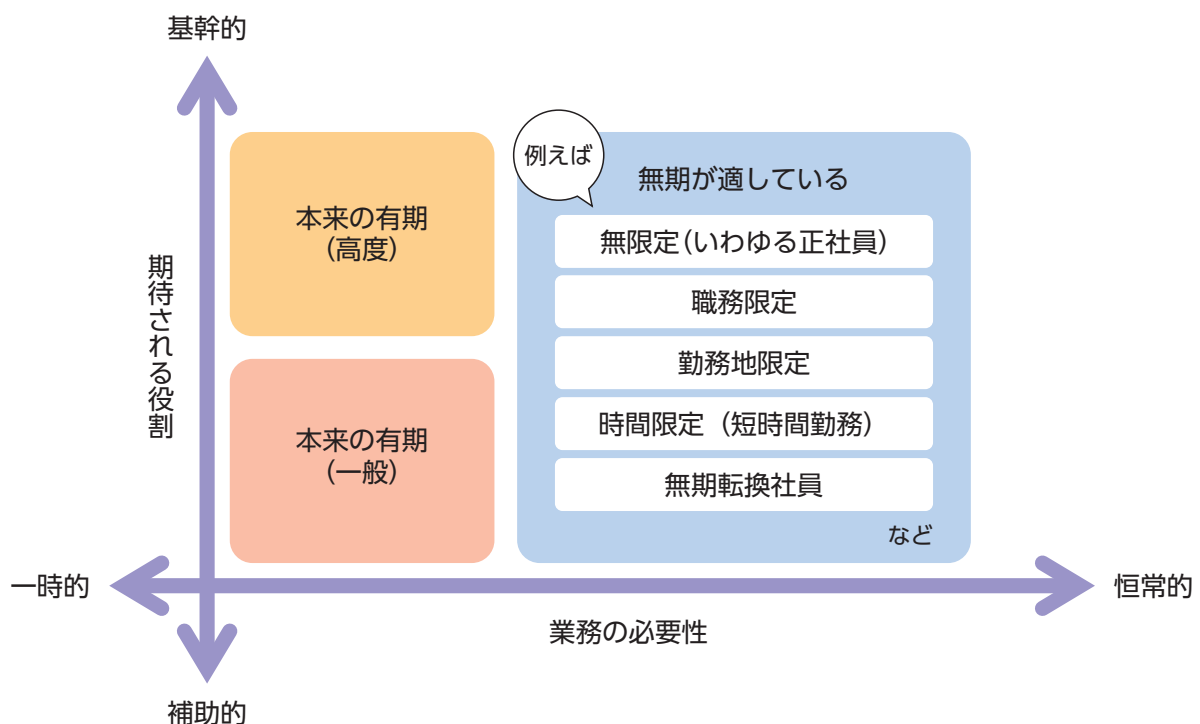 基幹的
例えば
無期が適している
本来の有期
(高度)
無限定(いわゆる正社員)
職務限定
期待される役割
勤務地限定
時間限定(短時間勤務)
本来の有期
(一般)
無期転換社員
など
一時的
恒常的
業務の必要性
補助的